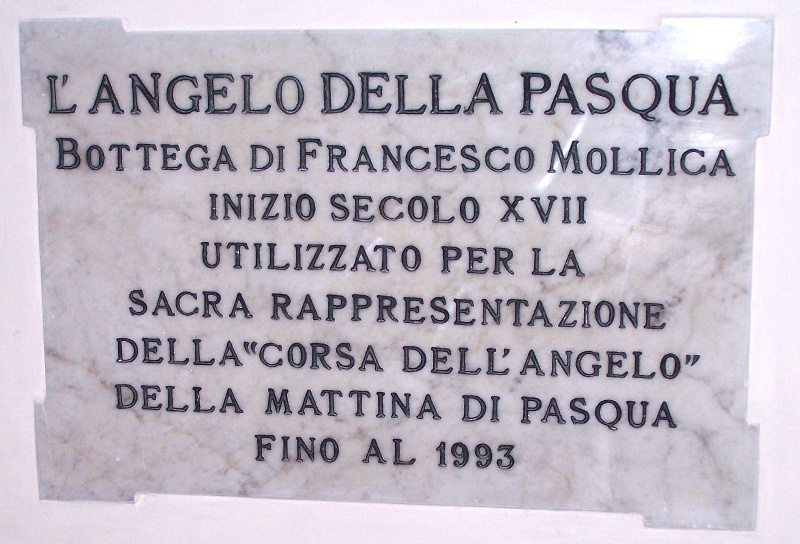 L'ANGELO DELLA PASQUA
BOTTEGA DI FRANCESCO MOLLICA
INIZIO SECOLO XVII
UTILIZZATO PER LA
SACRA RAPPRESENTAZIONE
DELLA "CORSA DELL'ANGELO"
DELLA MATTINA DI PASQUA
FINO AL 1993